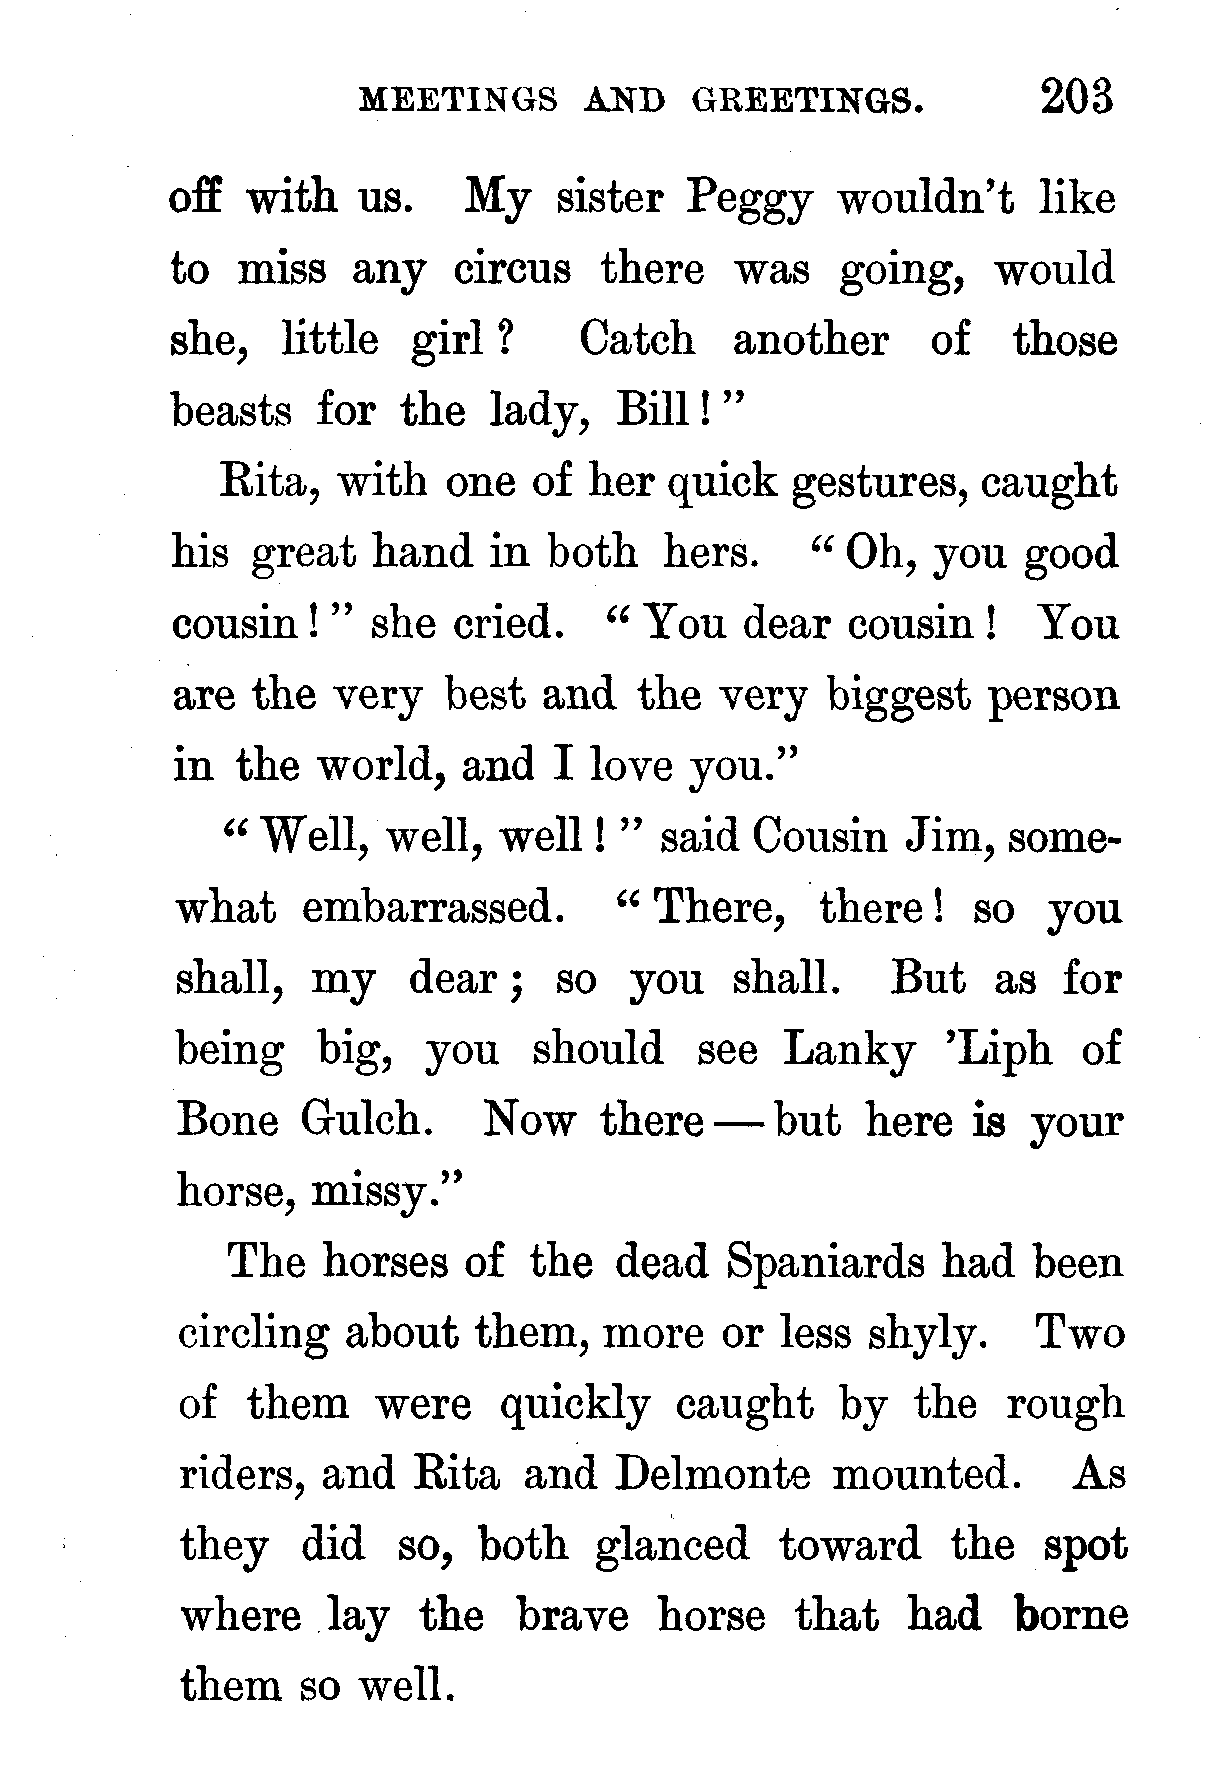 MEETINGS AND GREETINGS. 203
off with us. My sister Peggy wouldn't like
to miss any circus there was going, would
she, little girl ? Catch another of those
beasts for the lady, Bill ! "
Rita, with one of her quick gestures, caught
his great hand in both hers. " Oh, you good
cousin ! " she cried. " You dear cousin ! You
are the very best and the very biggest person
in the world, and I love you."
" Well, well, well ! " said Cousin Jim, some-
what embarrassed. " There, there ! so you
shall, my dear ; so you shall. But as for
being big, you should see Lanky 'Liph of
Bone Gulch. Now there — but here is your
horse, missy."
The horses of the dead Spaniards had been
circling about them, more or less shyly. Two
of them were quickly caught by the rough
riders, and Rita and Delmonte mounted. As
they did so, both glanced toward the spot
where lay the brave horse that had borne
them so well.